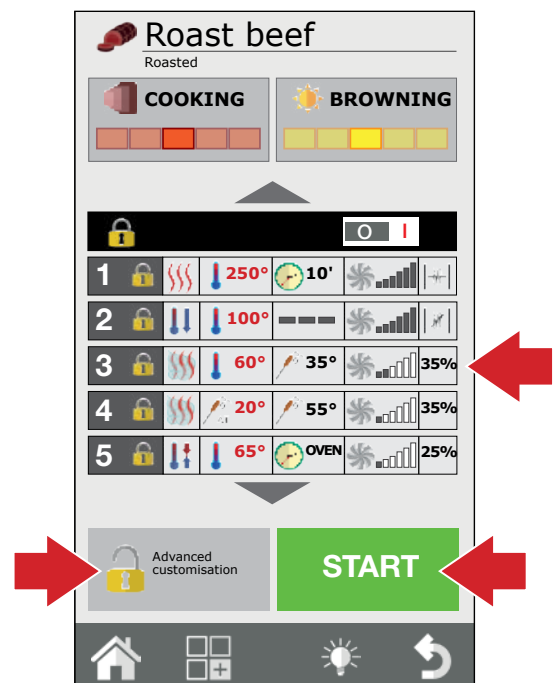 Roast beef
Roasted
COOKING BROWNING
O I
1 250° 10'
2 100°
3 60° 35° 35%
4 20° 55° 35%
5 65° OVEN 25%
Advanced
customisation
START